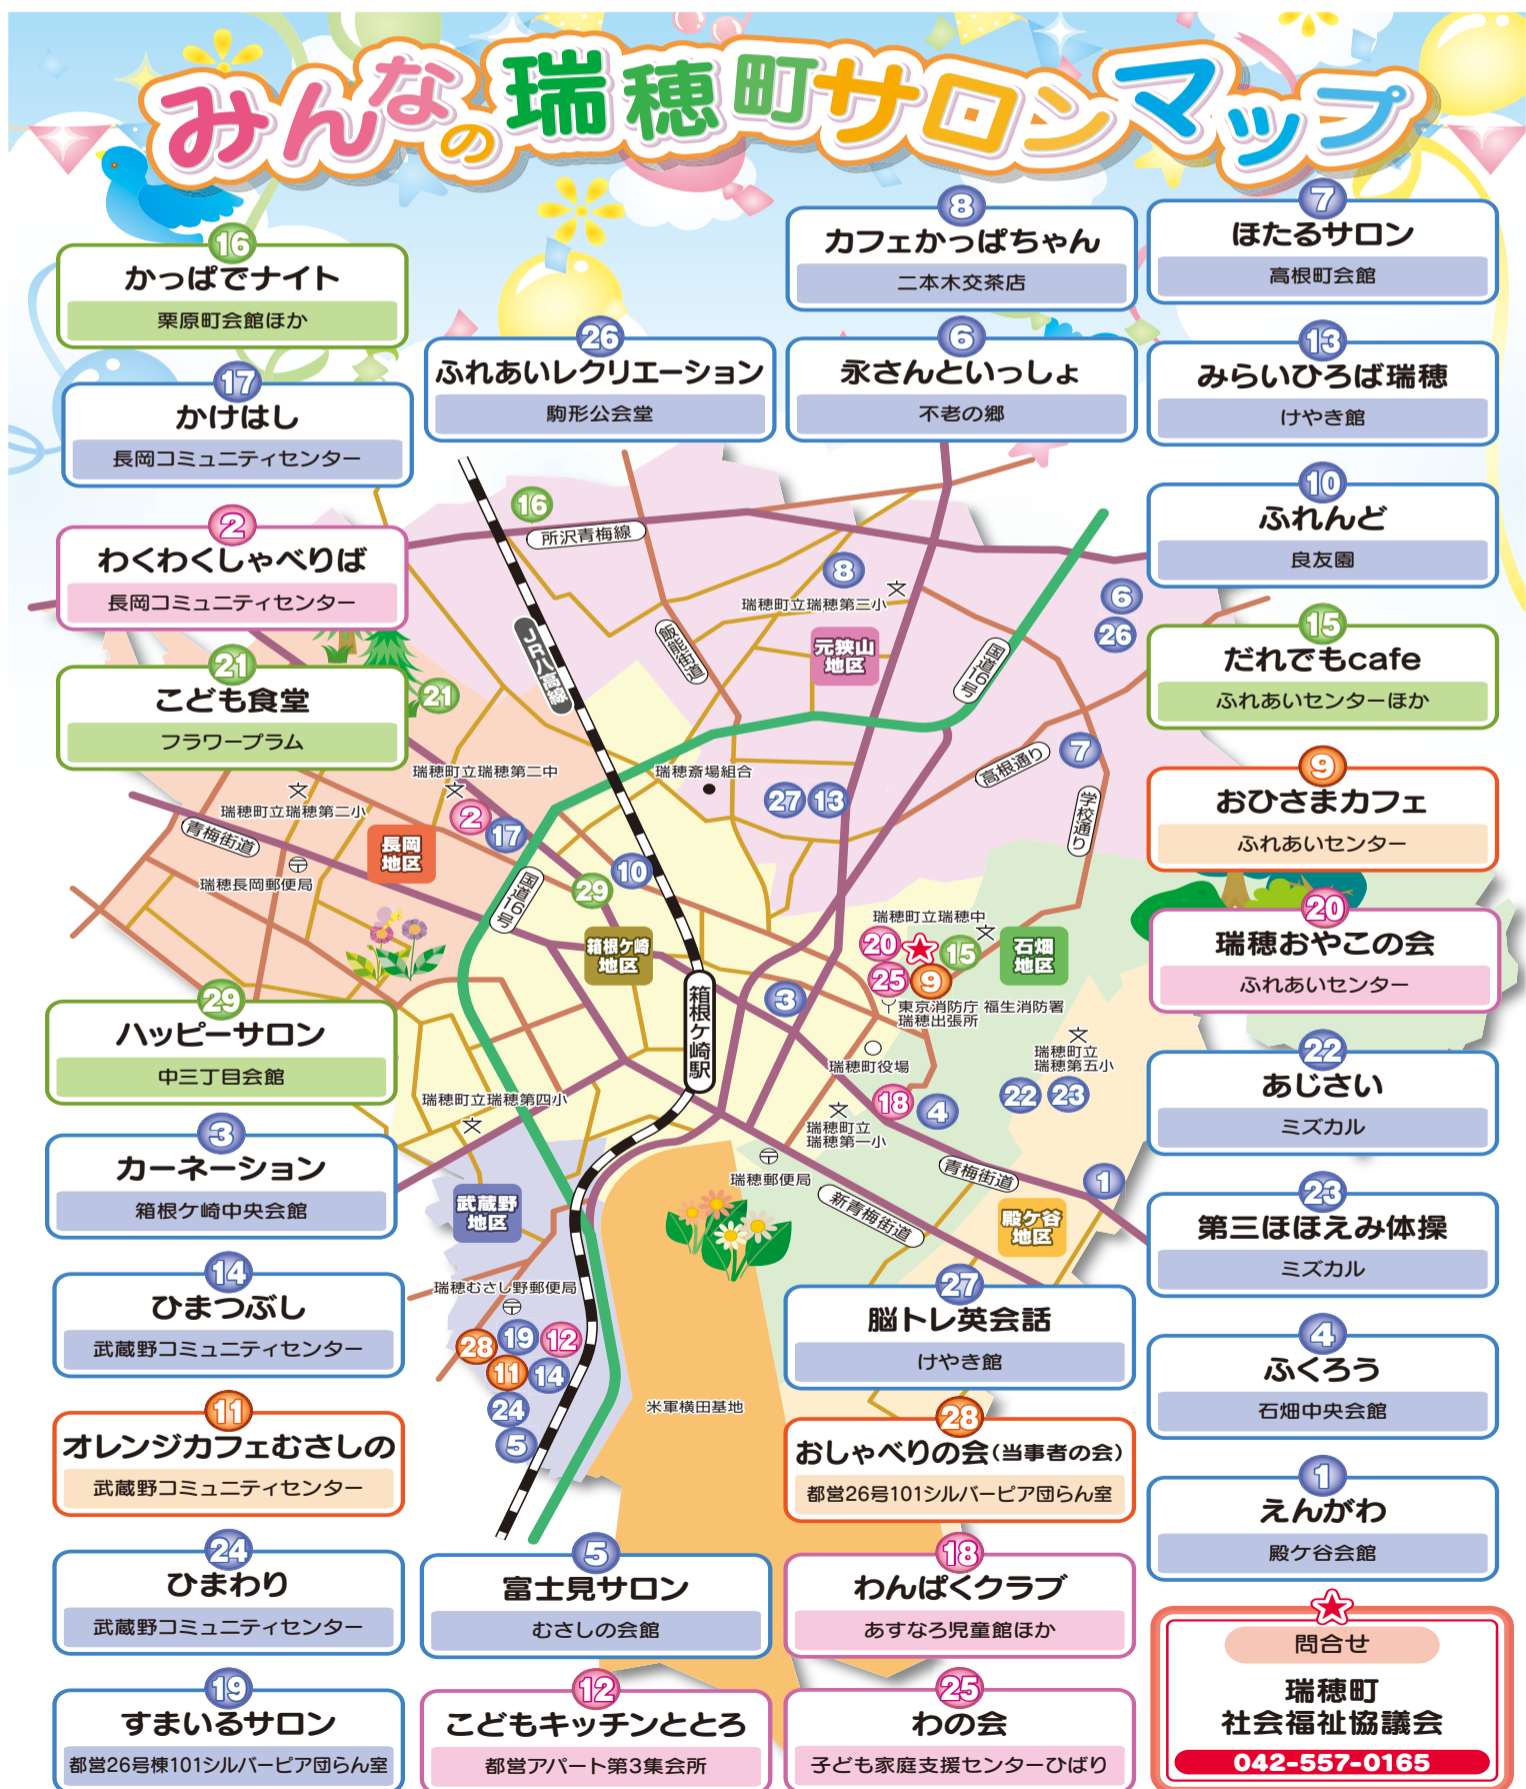 みんなの瑞穂町サロンマップ
16
かっぱでナイト
栗原町会館ほか
17
かけはし
長岡コミュニティセンター
2
わくわくしゃべりば
長岡コミュニティセンター
21
こども食堂
フラワープラム
29
ハッピーサロン
中三丁目会館
3
カーネーション
箱根ケ崎中央会館
14
ひまつぶし
武蔵野コミュニティセンター
11
オレンジカフェむさしの
武蔵野コミュニティセンター
24
ひまわり
武蔵野コミュニティセンター
19
すまいるサロン
都営26号棟101シルバーピア団らん室
26
ふれあいレクリエーション
駒形公会堂
8
カフェかっぱちゃん
二本木交茶店
6
永さんといっしょ
不老の郷
7
ほたるサロン
高根町会館
13
みらいひろば瑞穂
けやき館
10
ふれんど
良友園
15
だれでもcafe
ふれあいセンターほか
9
おひさまカフェ
ふれあいセンター
20
瑞穂おやこの会
ふれあいセンター
22
あじさい
ミズカル
23
第三ほほえみ体操
ミズカル
4
ふくろう
石畑中央会館
1
えんがわ
殿ケ谷会館
27
脳トレ英会話
けやき館
28
おしゃべりの会(当事者の会)
都営26号101シルバーピア団らん室
5
富士見サロン
むさしの会館
18
わんぱくクラブ
あすなろ児童館ほか
12
こどもキッチンととろ
都営アパート第3集会所
25
わの会
子ども家庭支援センターひばり
問合せ
瑞穂町
社会福祉協議会
042-557-0165
16
所沢青梅線
8
瑞穂町立瑞穂第三小
6
26
JR八高線
飯能街道
元狭山
地区
国道16号
21
瑞穂町立瑞穂第二中
瑞穂斎場組合
高根通り
7
瑞穂町立瑞穂第二小
2
17
27
13
学校通り
青梅街道
長岡
地区
瑞穂長岡郵便局
国道16号
10
29
箱根ケ崎
地区
瑞穂町立瑞穂中
20
15
25
9
石畑
地区
箱根ケ崎駅
3
東京消防庁 福生消防署
瑞穂出張所
瑞穂町役場
瑞穂町立
瑞穂第五小
22
23
瑞穂町立瑞穂第四小
18
4
瑞穂町立
瑞穂第一小
瑞穂郵便局
青梅街道
1
新青梅街道
武蔵野
地区
殿ケ谷
地区
瑞穂むさし野郵便局
28
19
12
11
14
24
5
米軍横田基地